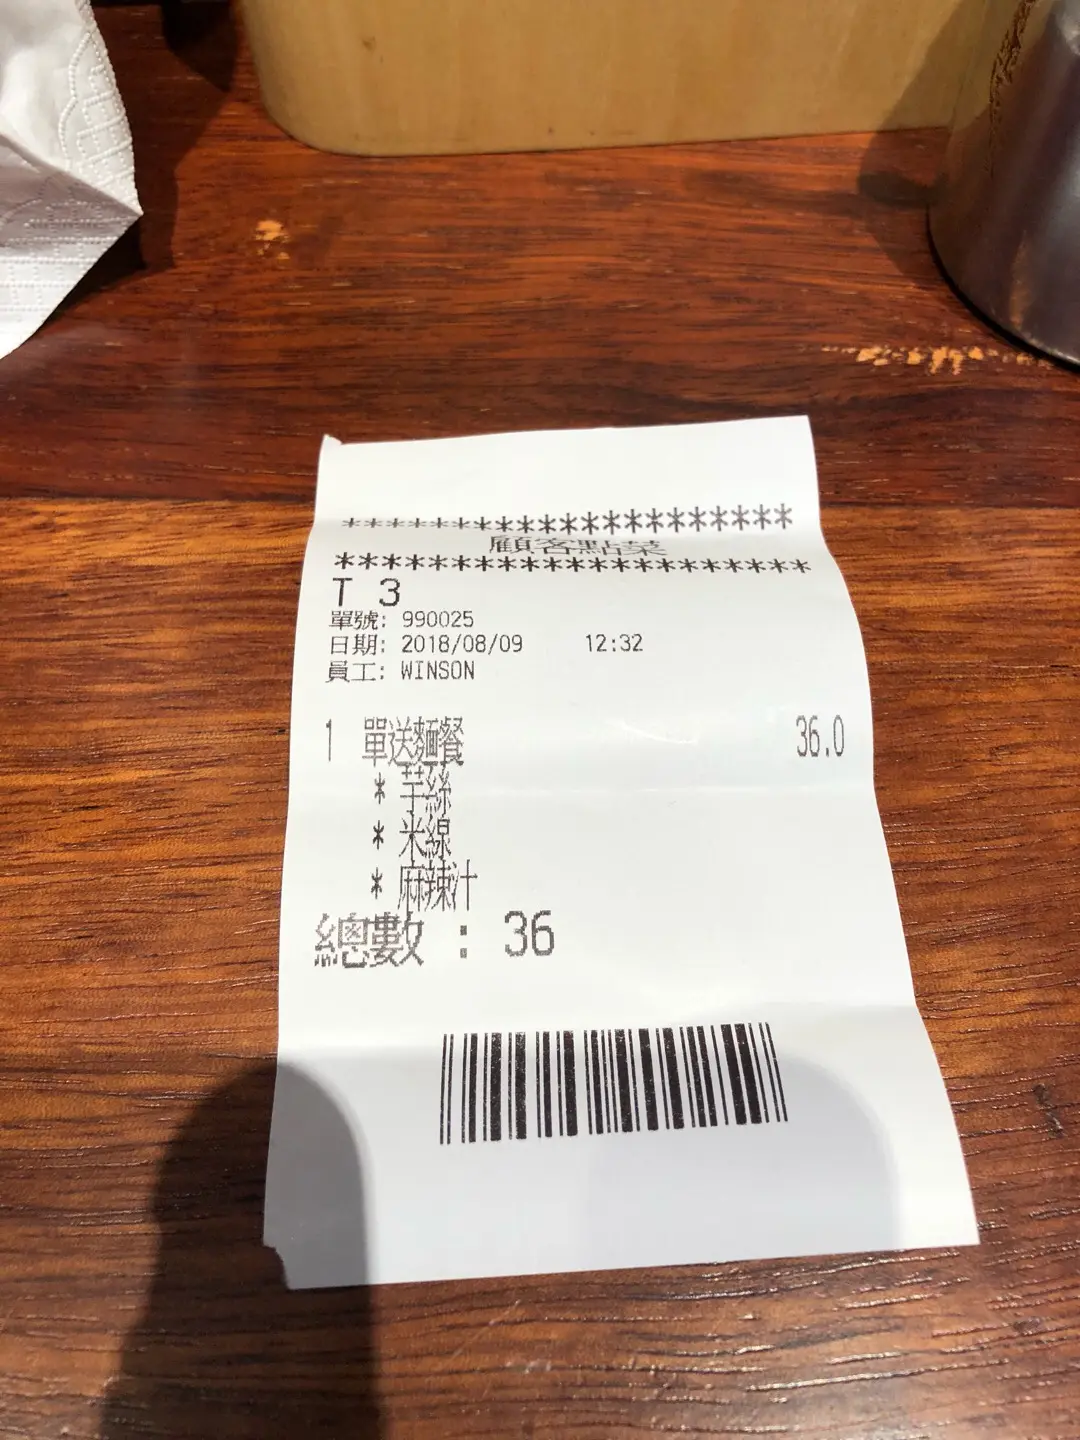 **********************
顧客點菜
**********************
T 3
單號: 990025
日期: 2018/08/09 12:32
員工: WINSON
1 單送麵餐 36.0
* 芋絲
* 米線
* 麻辣汁
總數 : 36